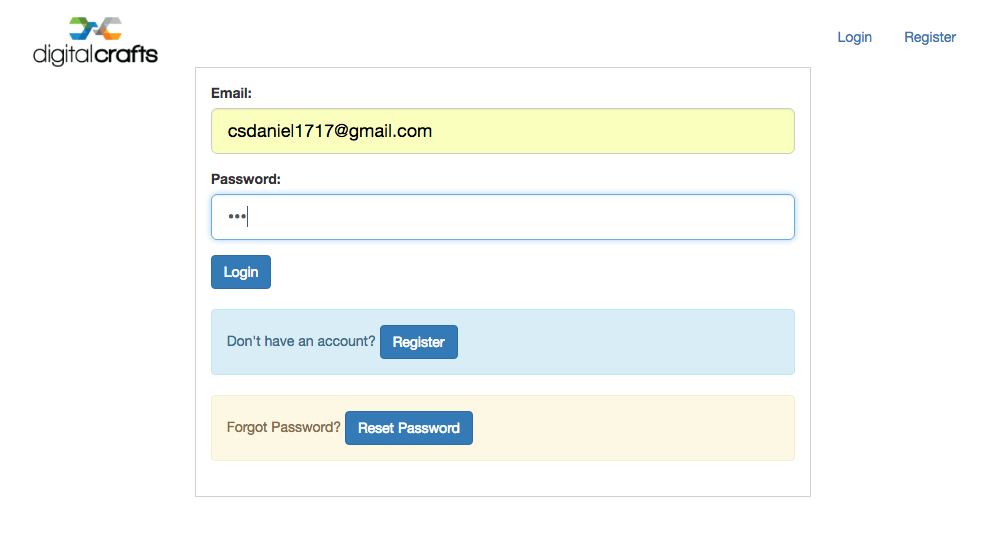 digitalcrafts
Login Register
Email:
csdaniel1717@gmail.com
Password:
•••
Login
Don't have an account? Register
Forgot Password? Reset Password